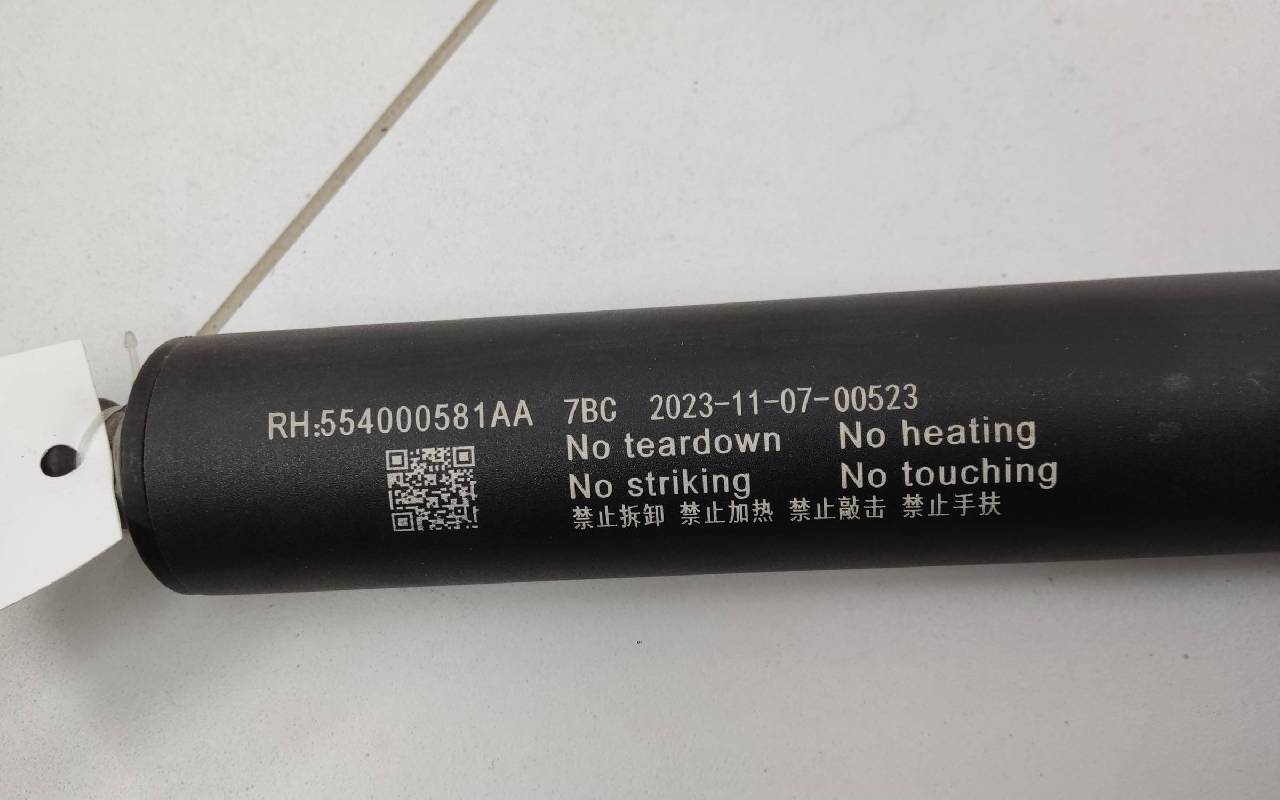 RH:554000581AA 7BC 2023-11-07-00523
No teardown No heating
No striking No touching
禁止拆卸 禁止加热 禁止敲击 禁止手扶